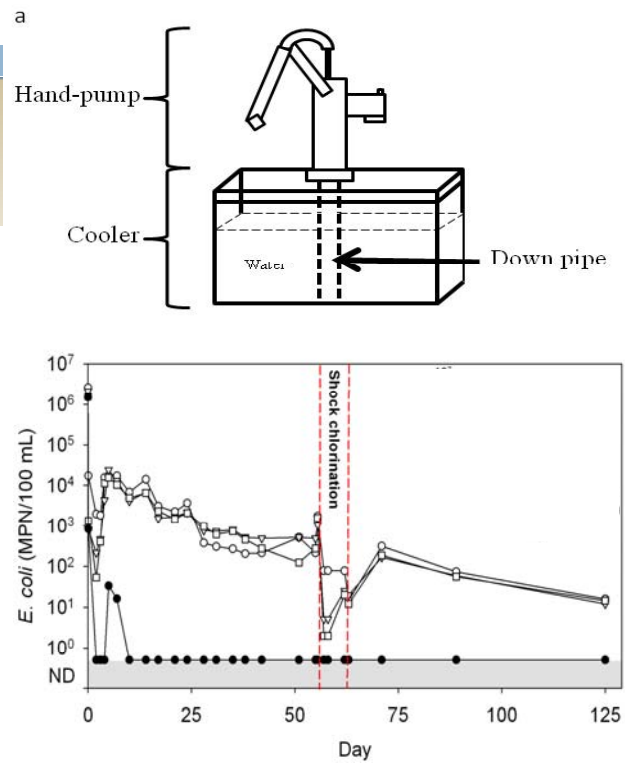 a
Hand-pump
Cooler
Water
Down pipe
10⁷
10⁶
10⁵
10⁴
10³
10²
10¹
10⁰
ND
E. coli (MPN/100 mL)
Shock chlorination
0 25 50 75 100 125
Day